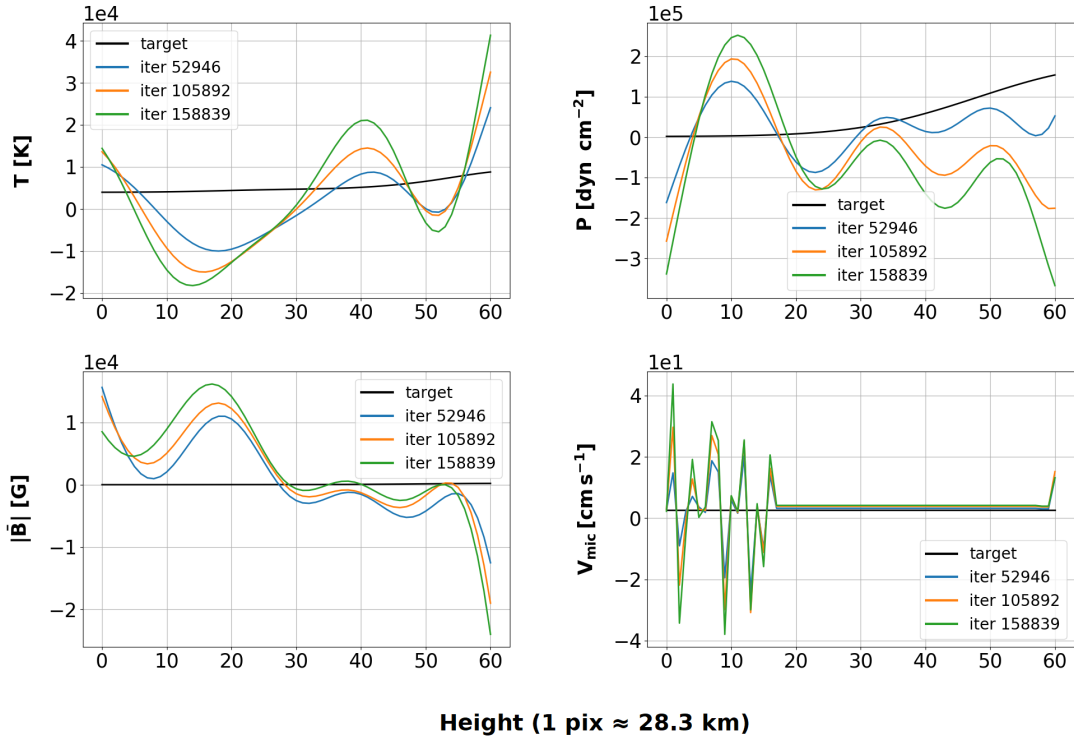 1e4
T [K]
4
3
2
1
0
−1
−2
0 10 20 30 40 50 60
target
iter 52946
iter 105892
iter 158839
1e5
P [dyn cm−2]
2
1
0
−1
−2
−3
0 10 20 30 40 50 60
target
iter 52946
iter 105892
iter 158839
1e4
|B̄| [G]
1
0
−1
−2
0 10 20 30 40 50 60
target
iter 52946
iter 105892
iter 158839
1e1
Vmic [cm s−1]
4
2
0
−2
−4
0 10 20 30 40 50 60
target
iter 52946
iter 105892
iter 158839
Height (1 pix ≈ 28.3 km)